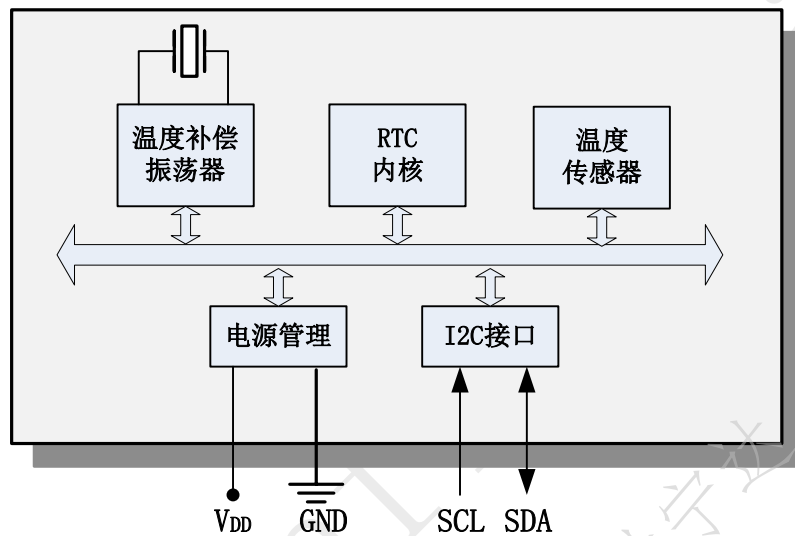 温度补偿
振荡器
RTC
内核
温度
传感器
电源管理
I2C接口
VDD
GND
SCL
SDA